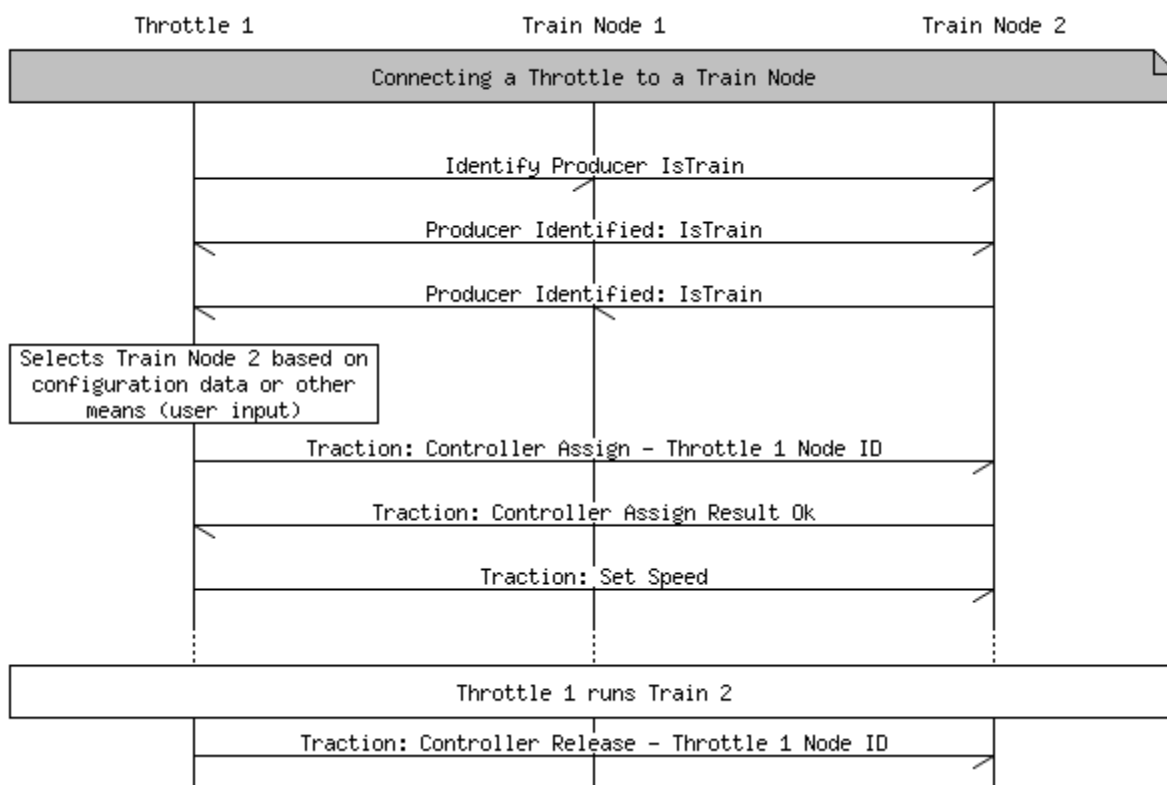 Throttle 1
Train Node 1
Train Node 2
Connecting a Throttle to a Train Node
Identify Producer IsTrain
Producer Identified: IsTrain
Producer Identified: IsTrain
Selects Train Node 2 based on
configuration data or other
means (user input)
Traction: Controller Assign – Throttle 1 Node ID
Traction: Controller Assign Result Ok
Traction: Set Speed
Throttle 1 runs Train 2
Traction: Controller Release – Throttle 1 Node ID